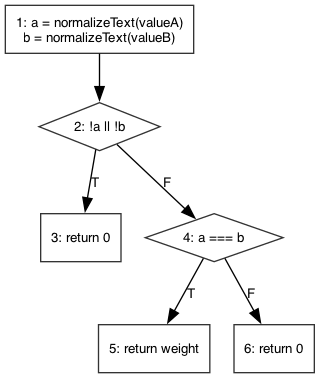 1: a = normalizeText(valueA)
b = normalizeText(valueB)
2: !a || !b
T
F
3: return 0
4: a === b
T
F
5: return weight
6: return 0